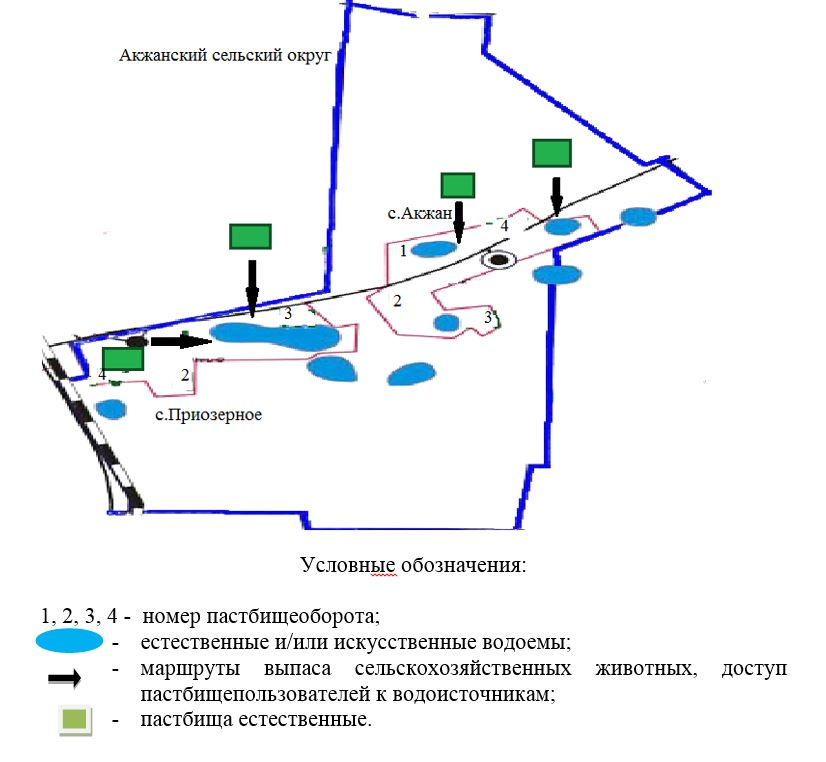 Акжанский сельский округ
с.Акжан
4
1
2
3
3
4
2
с.Приозерное
Условные обозначения:
1, 2, 3, 4 - номер пастбищеоборота;
- естественные и/или искусственные водоемы;
- маршруты выпаса сельскохозяйственных животных, доступ
пастбищепользователей к водоисточникам;
- пастбища естественные.